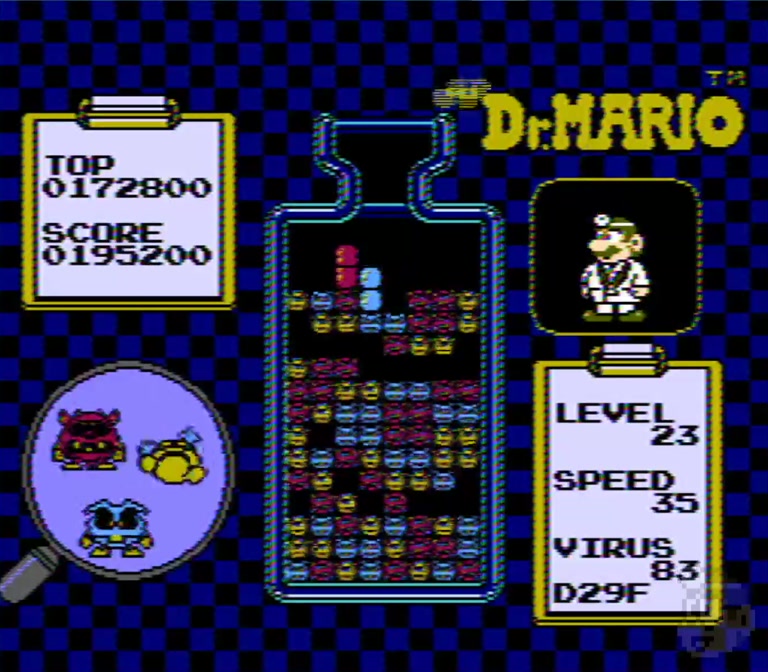 TM
Dr. MARIO
TOP
0172800
SCORE
0195200
LEVEL
23
SPEED
35
VIRUS
83
D29F